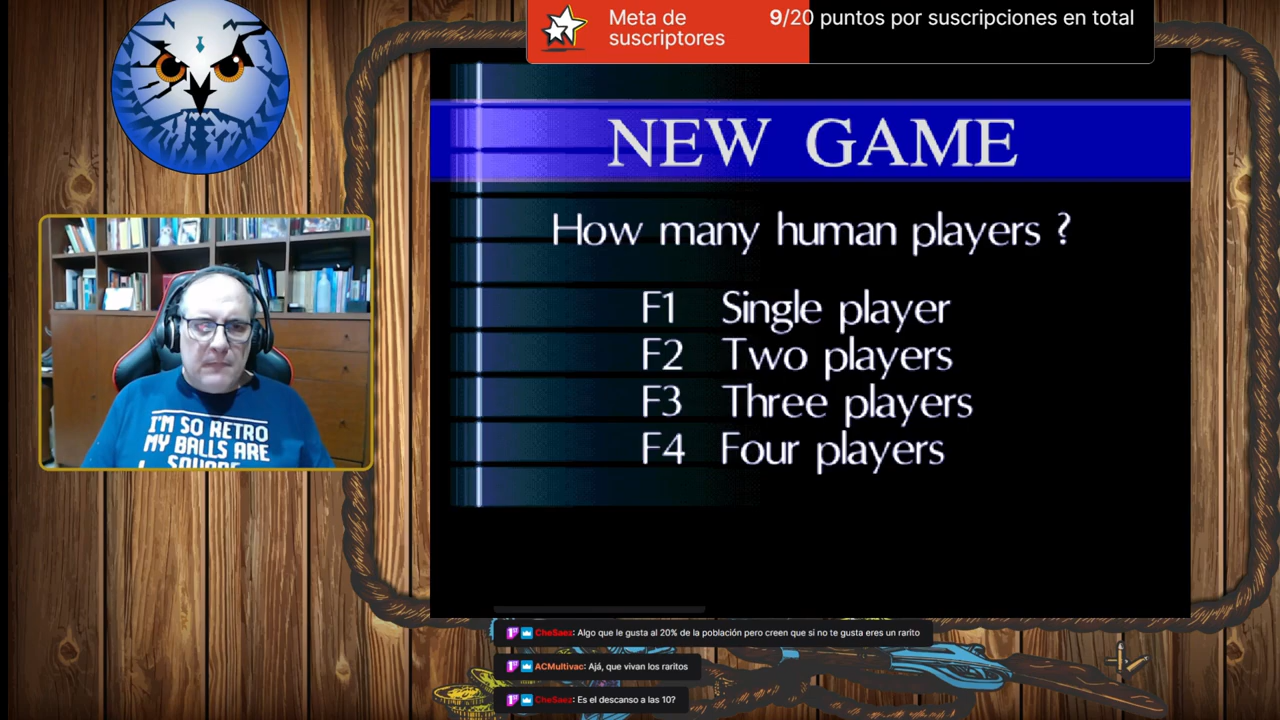 Meta de
suscriptores
9/20 puntos por suscripciones en total
NEW GAME
How many human players ?
F1 Single player
F2 Two players
F3 Three players
F4 Four players
I'M SO RETRO
MY BALLS ARE
SQUARE
CheSaez: Algo que le gusta al 20% de la población pero creen que si no te gusta eres un rarito
ACMultivac: Ajá, que vivan los raritos
CheSaez: Es el descanso a las 10?